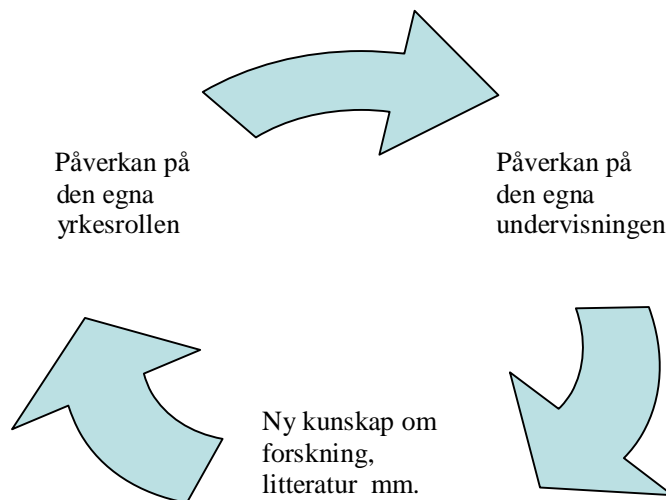 Påverkan på
den egna
yrkesrollen
Påverkan på
den egna
undervisningen
Ny kunskap om
forskning,
litteratur mm.